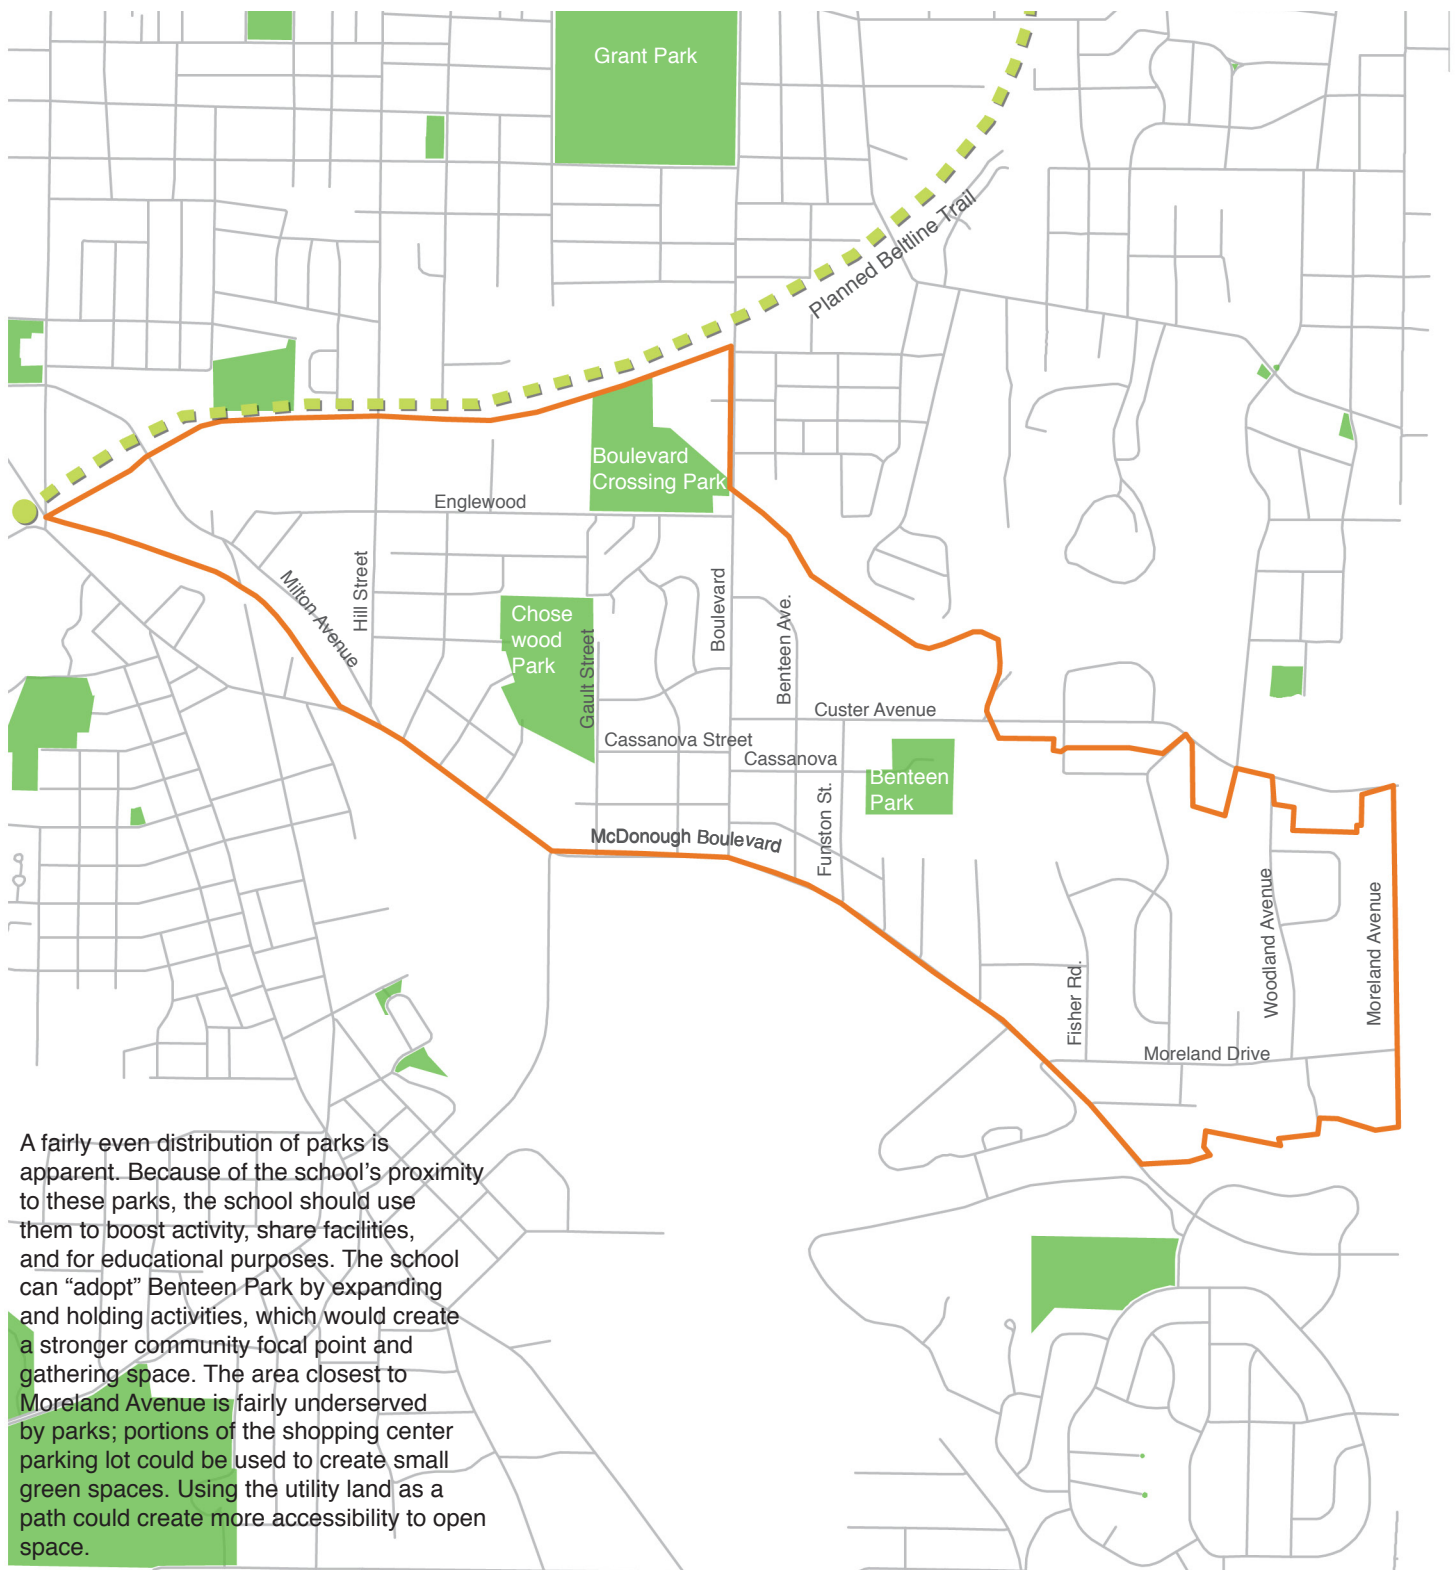 Grant Park
Planned Beltline Trail
Boulevard
Crossing Park
Englewood
Milton Avenue
Hill Street
Chose
wood
Park
Gault Street
Boulevard
Benteen Ave.
Custer Avenue
Cassanova Street
Cassanova
Benteen
Park
Funston St.
McDonough Boulevard
Woodland Avenue
Moreland Avenue
Fisher Rd.
Moreland Drive
A fairly even distribution of parks is
apparent. Because of the school’s proximity
to these parks, the school should use
them to boost activity, share facilities,
and for educational purposes. The school
can “adopt” Benteen Park by expanding
and holding activities, which would create
a stronger community focal point and
gathering space. The area closest to
Moreland Avenue is fairly underserved
by parks; portions of the shopping center
parking lot could be used to create small
green spaces. Using the utility land as a
path could create more accessibility to open
space.